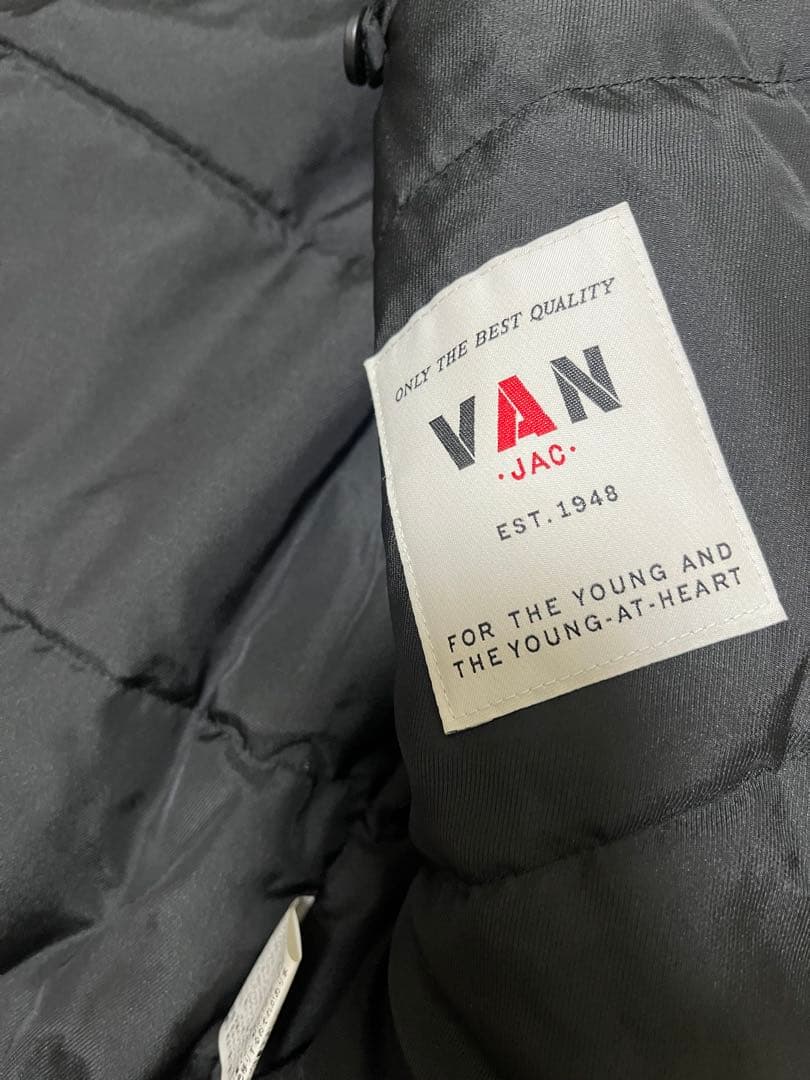 ONLY THE BEST QUALITY
VAN
·JAC·
EST.1948
FOR THE YOUNG AND
THE YOUNG-AT-HEART